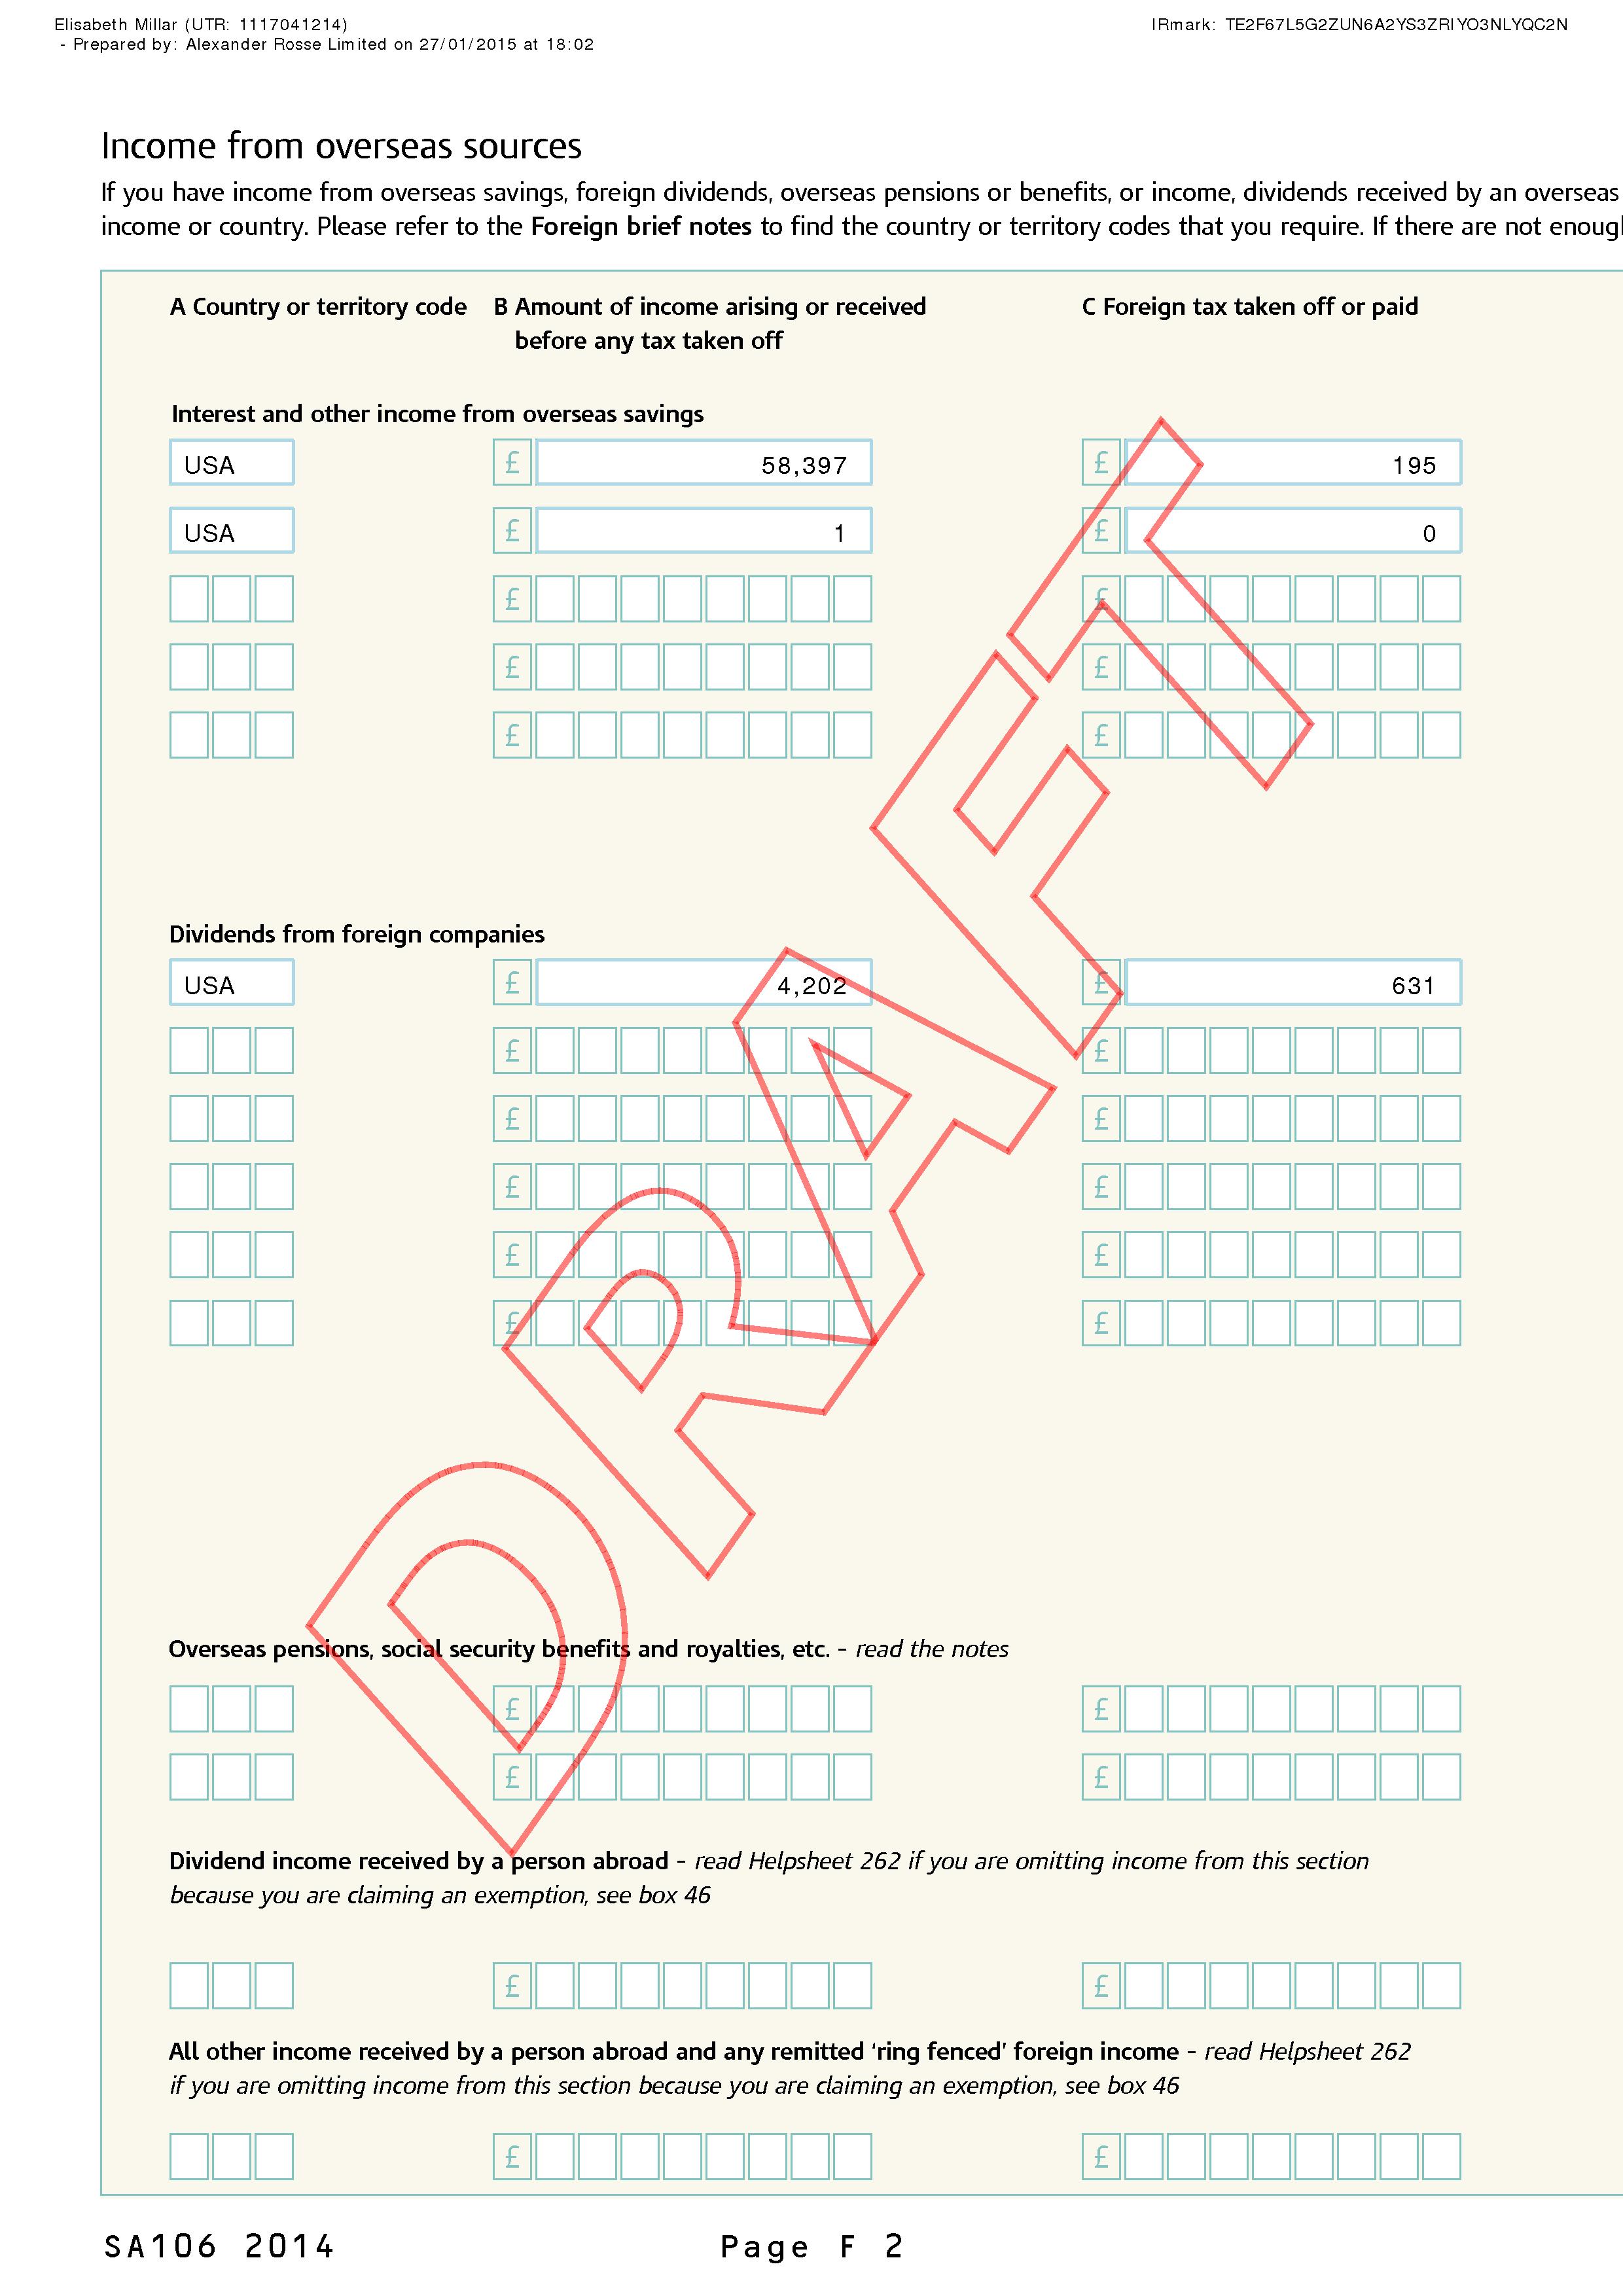 Elisabeth Millar (UTR: 1117041214)
- Prepared by: Alexander Rosse Limited on 27/01/2015 at 18:02
IRmark: TE2F67L5G2ZUN6A2YS3ZRIYO3NLYQC2N
Income from overseas sources
If you have income from overseas savings, foreign dividends, overseas pensions or benefits, or income, dividends received by an overseas
income or country. Please refer to the Foreign brief notes to find the country or territory codes that you require. If there are not
A Country or territory code B Amount of income arising or received C Foreign tax taken off or paid
before any tax taken off
Interest and other income from overseas savings
USA £ 58,397 £ 195
USA £ 1 £ 0
£ £
£ £
£ £
Dividends from foreign companies
USA £ 4,202 £ 631
£ £
£ £
£ £
£ £
£ £
Overseas pensions, social security benefits and royalties, etc. – read the notes
£ £
£ £
Dividend income received by a person abroad – read Helpsheet 262 if you are omitting income from this section
because you are claiming an exemption, see box 46
£ £
All other income received by a person abroad and any remitted ‘ring fenced’ foreign income – read Helpsheet 262
if you are omitting income from this section because you are claiming an exemption, see box 46
£ £
DRAFT
SA106 2014 Page F 2